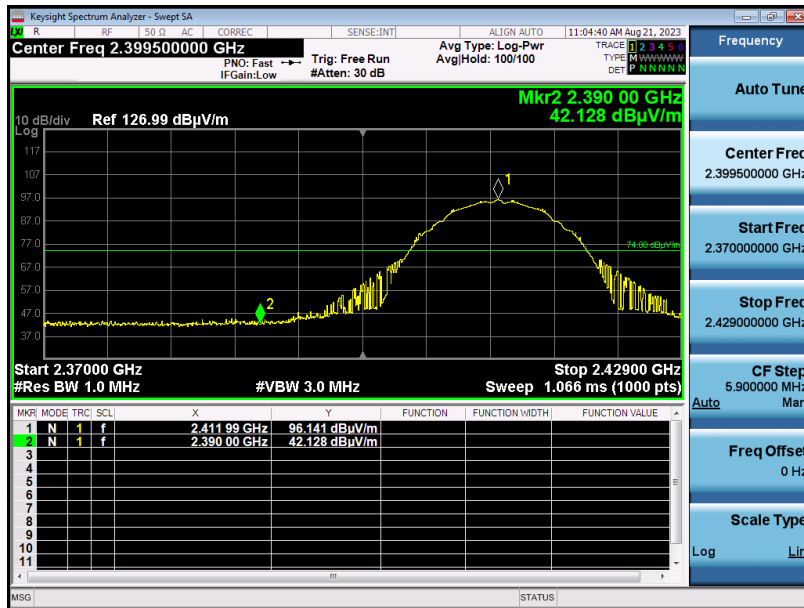 Keysight Spectrum Analyzer - Swept SA
LXI R RF 50 Ω AC CORREC SENSE:INT ALIGN AUTO 11:04:40 AM Aug 21, 2023
Center Freq 2.399500000 GHz
PNO: Fast
IFGain:Low
Trig: Free Run
#Atten: 30 dB
Avg Type: Log-Pwr
Avg|Hold: 100/100
TRACE 1 2 3 4 5 6
TYPE M W W W W W
DET P N N N N N
Mkr2 2.390 00 GHz
42.128 dBµV/m
10 dB/div Ref 126.99 dBµV/m
Log
117
107
97.0
87.0
77.0
67.0
57.0
47.0
37.0
1
2
74.00 dBµV/m
Start 2.37000 GHz Stop 2.42900 GHz
#Res BW 1.0 MHz #VBW 3.0 MHz Sweep 1.066 ms (1000 pts)
MKR MODE TRC SCL X Y FUNCTION FUNCTION WIDTH FUNCTION VALUE
1 N 1 f 2.411 99 GHz 96.141 dBµV/m
2 N 1 f 2.390 00 GHz 42.128 dBµV/m
3
4
5
6
7
8
9
10
11
MSG STATUS
Frequency
Auto Tune
Center Freq
2.399500000 GHz
Start Freq
2.370000000 GHz
Stop Freq
2.429000000 GHz
CF Step
5.900000 MHz
Auto Man
Freq Offset
0 Hz
Scale Type
Log Lin